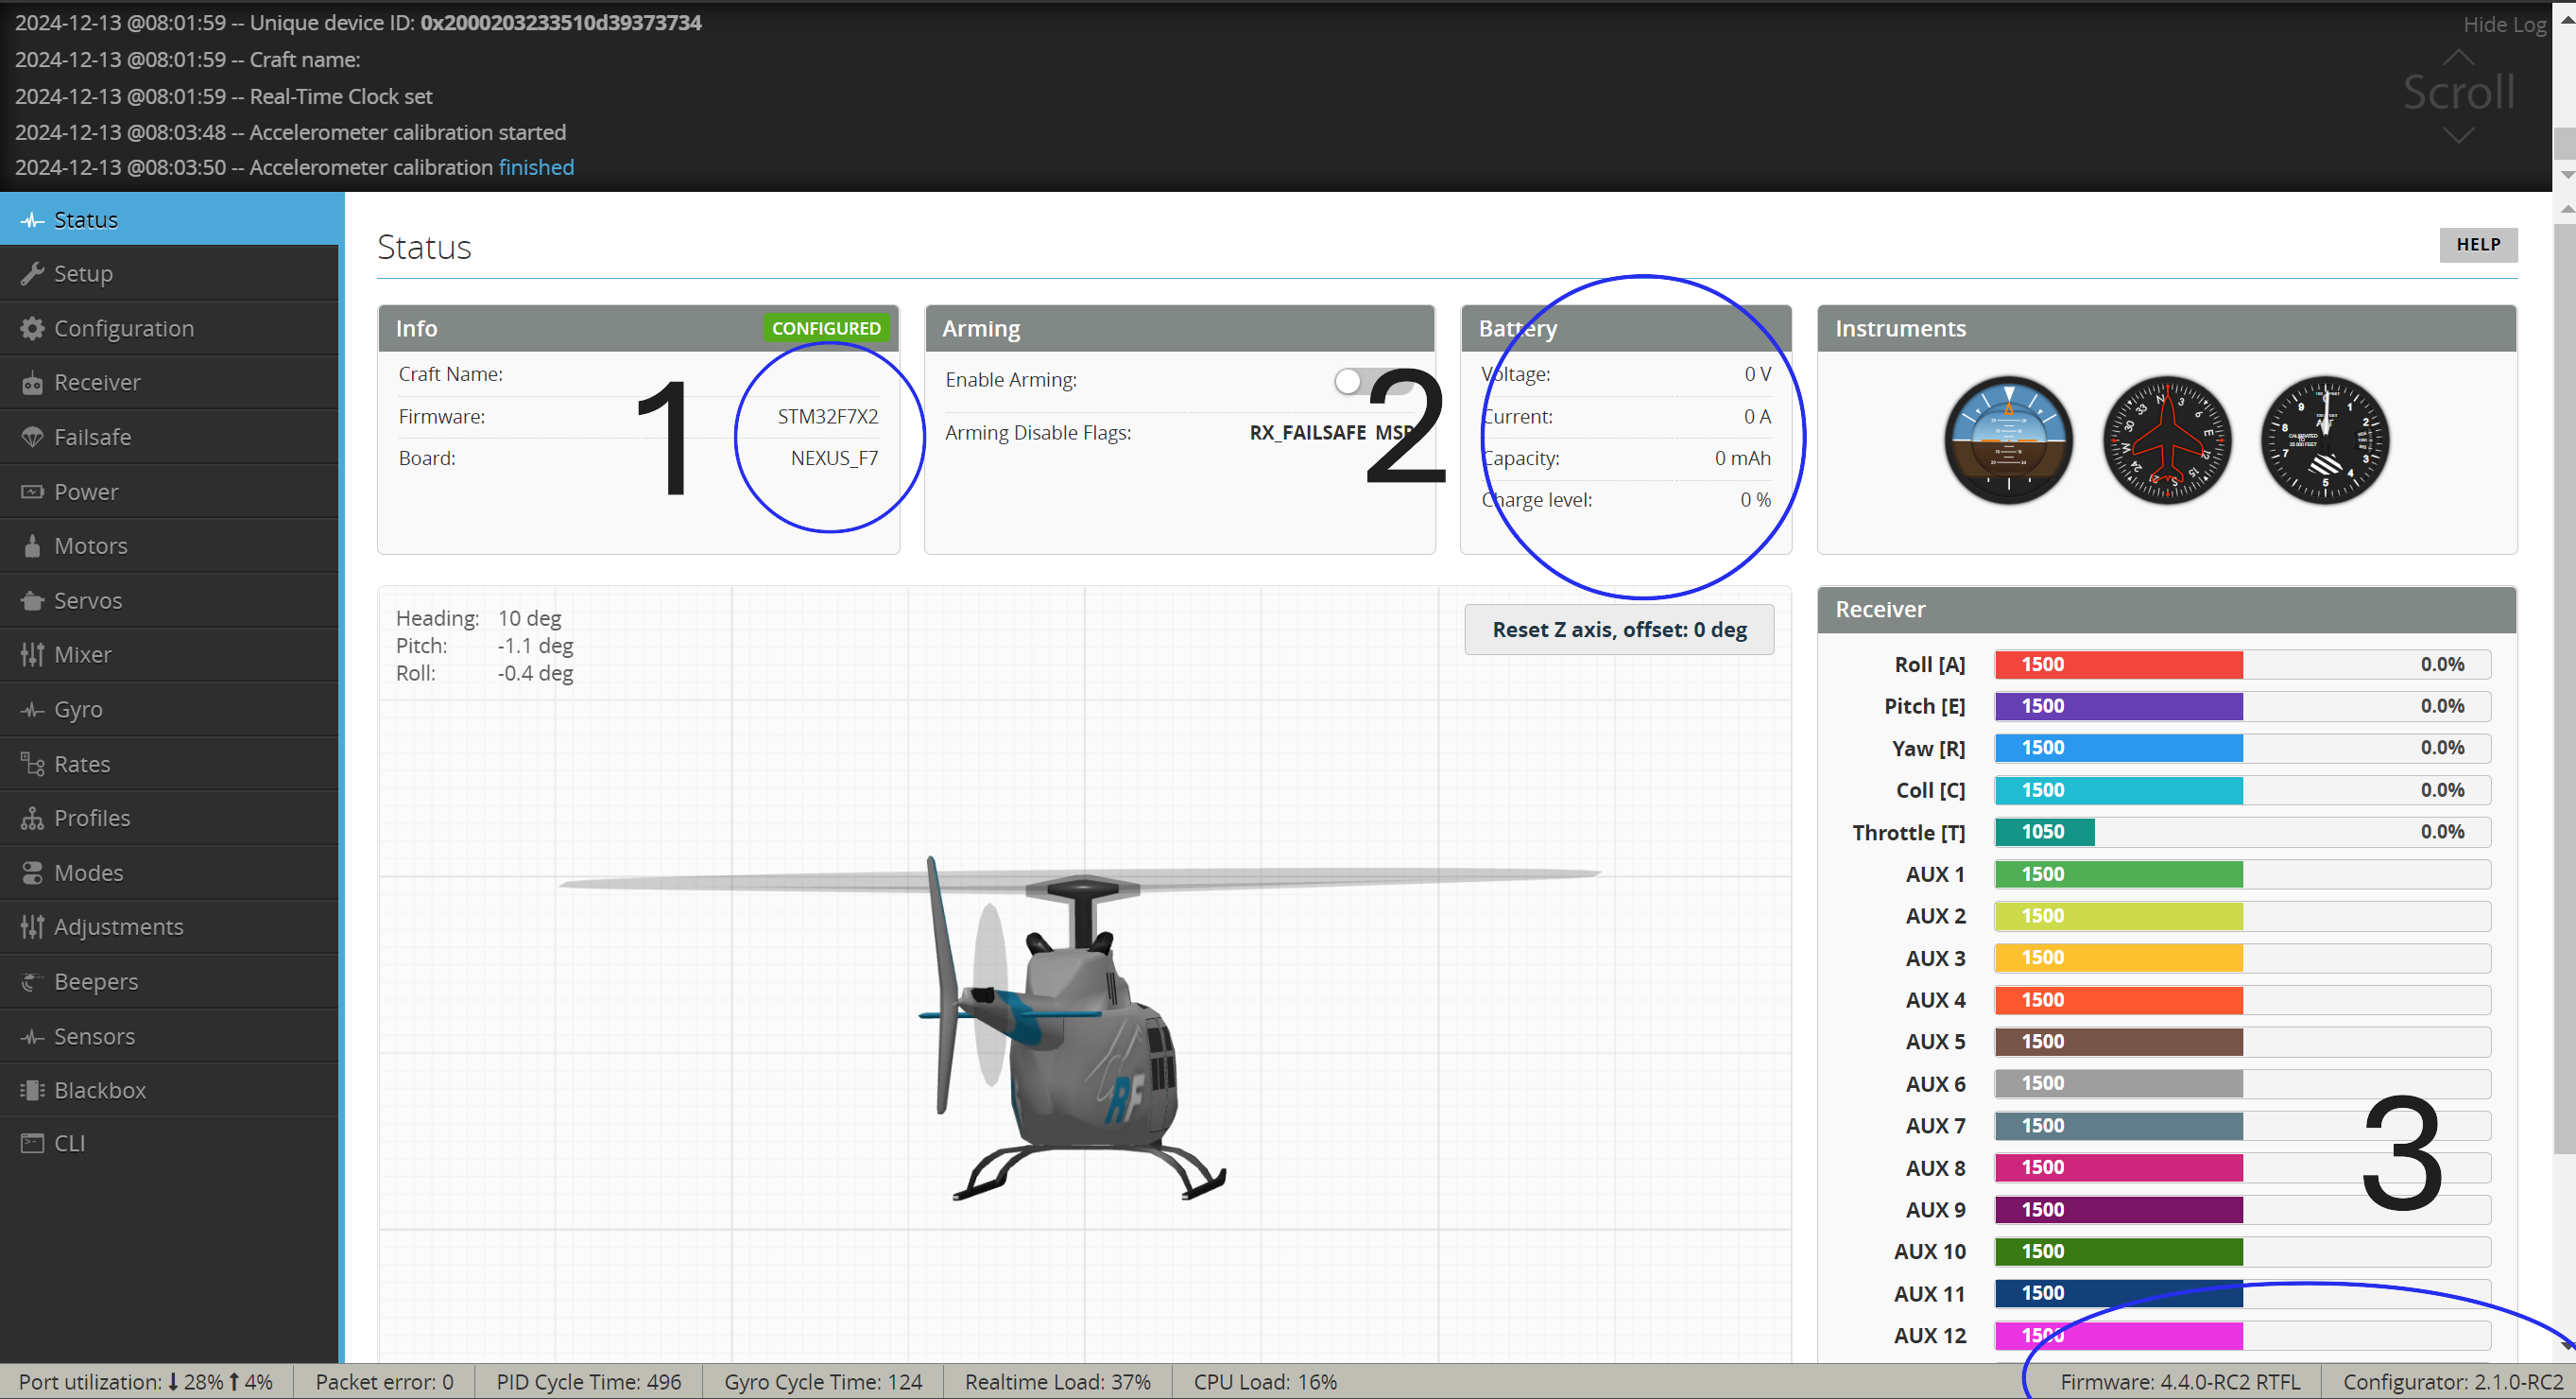 2024-12-13 @08:01:59 -- Unique device ID: 0x2000203233510d39373734
Hide Log
2024-12-13 @08:01:59 -- Craft name:
Scroll
2024-12-13 @08:01:59 -- Real-Time Clock set
2024-12-13 @08:03:48 -- Accelerometer calibration started
2024-12-13 @08:03:50 -- Accelerometer calibration finished
Status
Setup
Configuration
Receiver
Failsafe
Power
Motors
Servos
Mixer
Gyro
Rates
Profiles
Modes
Adjustments
Beepers
Sensors
Blackbox
CLI
Status
HELP
Info CONFIGURED
Craft Name:
Firmware: STM32F7X2
Board: NEXUS_F7
1
Arming
Enable Arming:
Arming Disable Flags: RX_FAILSAFE MSP
2
Battery
Voltage: 0 V
Current: 0 A
Capacity: 0 mAh
Charge level: 0 %
Instruments
Heading: 10 deg
Pitch: -1.1 deg
Roll: -0.4 deg
Reset Z axis, offset: 0 deg
RF
Receiver
Roll [A] 1500 0.0%
Pitch [E] 1500 0.0%
Yaw [R] 1500 0.0%
Coll [C] 1500 0.0%
Throttle [T] 1050 0.0%
AUX 1 1500
AUX 2 1500
AUX 3 1500
AUX 4 1500
AUX 5 1500
AUX 6 1500
AUX 7 1500
AUX 8 1500
AUX 9 1500
AUX 10 1500
AUX 11 1500
AUX 12 1500
3
Port utilization: 28% 4%
Packet error: 0
PID Cycle Time: 496
Gyro Cycle Time: 124
Realtime Load: 37%
CPU Load: 16%
Firmware: 4.4.0-RC2 RTFL
Configurator: 2.1.0-RC2